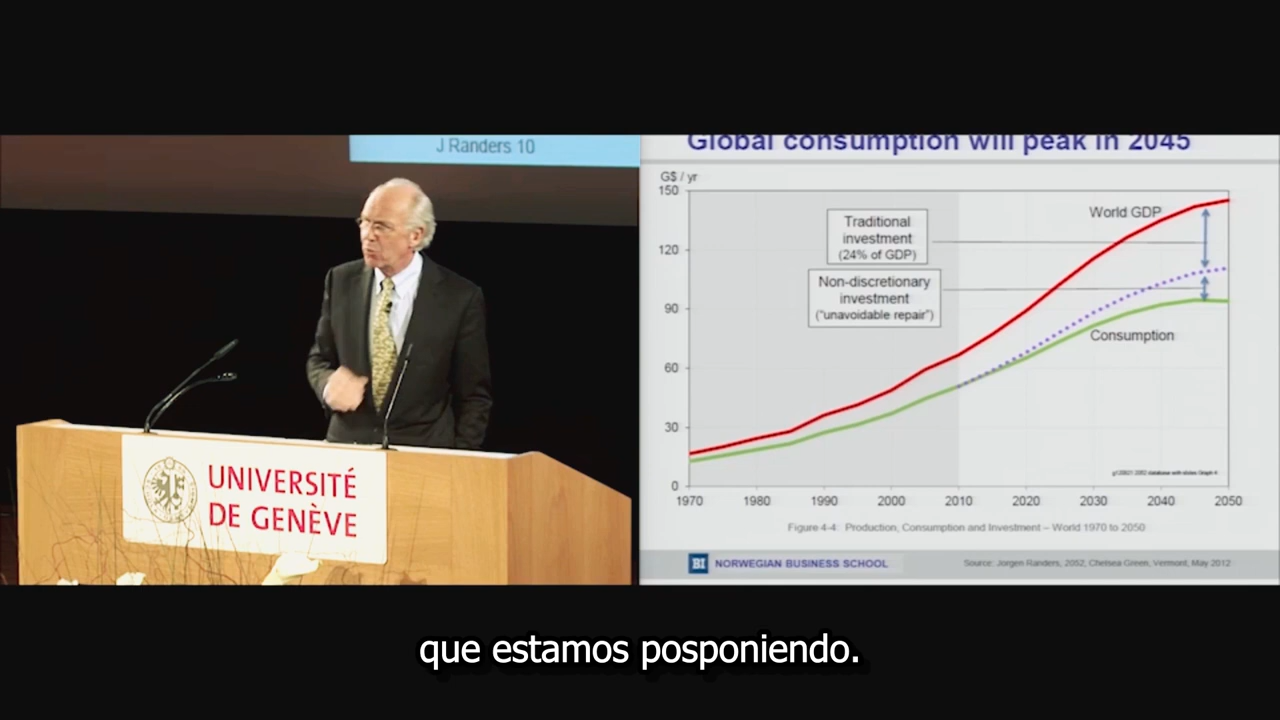 J Randers 10
UNIVERSITÉ
DE GENÈVE
Global consumption will peak in 2045
G$ / yr
150
120
90
60
30
0
1970 1980 1990 2000 2010 2020 2030 2040 2050
Traditional
investment
(24% of GDP)
Non-discretionary
investment
("unavoidable repair")
World GDP
Consumption
Figure 4-4: Production, Consumption and Investment – World 1970 to 2050
BI NORWEGIAN BUSINESS SCHOOL
Source: Jorgen Randers, 2052, Chelsea Green, Vermont, May 2012
que estamos posponiendo.